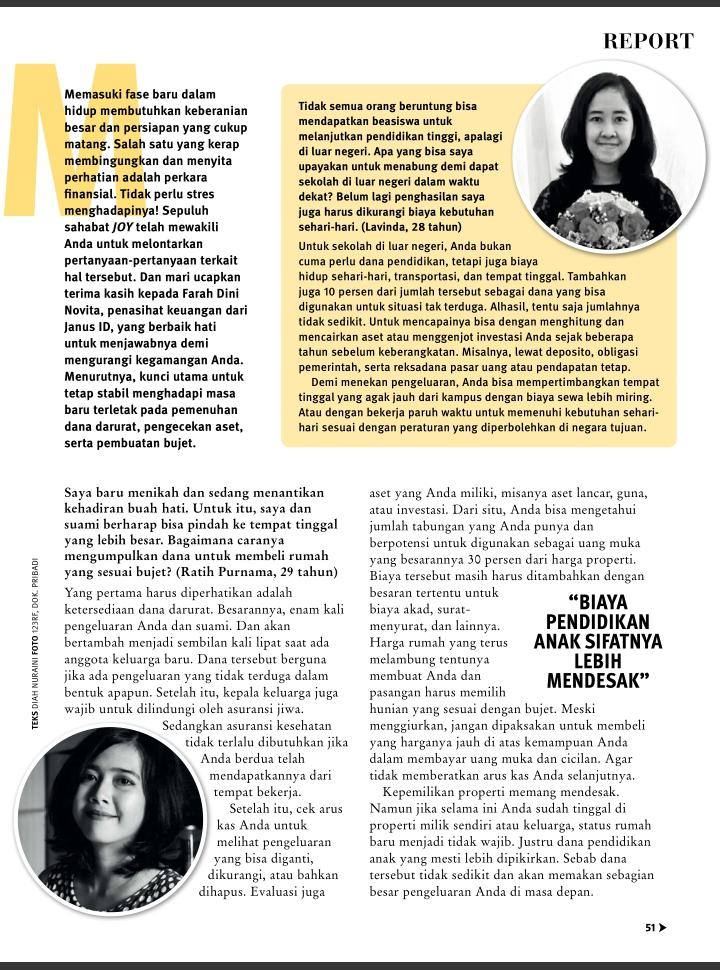 REPORT
M
Memasuki fase baru dalam
hidup membutuhkan keberanian
besar dan persiapan yang cukup
matang. Salah satu yang kerap
membingungkan dan menyita
perhatian adalah perkara
finansial. Tidak perlu stres
menghadapinya! Sepuluh
sahabat JOY telah mewakili
Anda untuk melontarkan
pertanyaan-pertanyaan terkait
hal tersebut. Dan mari ucapkan
terima kasih kepada Farah Dini
Novita, penasihat keuangan dari
Janus ID, yang berbaik hati
untuk menjawabnya demi
mengurangi kegamangan Anda.
Menurutnya, kunci utama untuk
tetap stabil menghadapi masa
baru terletak pada pemenuhan
dana darurat, pengecekan aset,
serta pembuatan bujet.
Tidak semua orang beruntung bisa
mendapatkan beasiswa untuk
melanjutkan pendidikan tinggi, apalagi
di luar negeri. Apa yang bisa saya
upayakan untuk menabung demi dapat
sekolah di luar negeri dalam waktu
dekat? Belum lagi penghasilan saya
juga harus dikurangi biaya kebutuhan
sehari-hari. (Lavinda, 28 tahun)
Untuk sekolah di luar negeri, Anda bukan
cuma perlu dana pendidikan, tetapi juga biaya
hidup sehari-hari, transportasi, dan tempat tinggal. Tambahkan
juga 10 persen dari jumlah tersebut sebagai dana yang bisa
digunakan untuk situasi tak terduga. Alhasil, tentu saja jumlahnya
tidak sedikit. Untuk mencapainya bisa dengan menghitung dan
mencairkan aset atau menggenjot investasi Anda sejak beberapa
tahun sebelum keberangkatan. Misalnya, lewat deposito, obligasi
pemerintah, serta reksadana pasar uang atau pendapatan tetap.
Demi menekan pengeluaran, Anda bisa mempertimbangkan tempat
tinggal yang agak jauh dari kampus dengan biaya sewa lebih miring.
Atau dengan bekerja paruh waktu untuk memenuhi kebutuhan sehari-
hari sesuai dengan peraturan yang diperbolehkan di negara tujuan.
Saya baru menikah dan sedang menantikan
kehadiran buah hati. Untuk itu, saya dan
suami berharap bisa pindah ke tempat tinggal
yang lebih besar. Bagaimana caranya
mengumpulkan dana untuk membeli rumah
yang sesuai bujet? (Ratih Purnama, 29 tahun)
Yang pertama harus diperhatikan adalah
ketersediaan dana darurat. Besarannya, enam kali
pengeluaran Anda dan suami. Dan akan
bertambah menjadi sembilan kali lipat saat ada
anggota keluarga baru. Dana tersebut berguna
jika ada pengeluaran yang tidak terduga dalam
bentuk apapun. Setelah itu, kepala keluarga juga
wajib untuk dilindungi oleh asuransi jiwa.
Sedangkan asuransi kesehatan
tidak terlalu dibutuhkan jika
Anda berdua telah
mendapatkannya dari
tempat bekerja.
Setelah itu, cek arus
kas Anda untuk
melihat pengeluaran
yang bisa diganti,
dikurangi, atau bahkan
dihapus. Evaluasi juga
aset yang Anda miliki, misanya aset lancar, guna,
atau investasi. Dari situ, Anda bisa mengetahui
jumlah tabungan yang Anda punya dan
berpotensi untuk digunakan sebagai uang muka
yang besarannya 30 persen dari harga properti.
Biaya tersebut masih harus ditambahkan dengan
besaran tertentu untuk
biaya akad, surat-
menyurat, dan lainnya.
Harga rumah yang terus
melambung tentunya
membuat Anda dan
pasangan harus memilih
hunian yang sesuai dengan bujet. Meski
menggiurkan, jangan dipaksakan untuk membeli
yang harganya jauh di atas kemampuan Anda
dalam membayar uang muka dan cicilan. Agar
tidak memberatkan arus kas Anda selanjutnya.
Kepemilikan properti memang mendesak.
Namun jika selama ini Anda sudah tinggal di
properti milik sendiri atau keluarga, status rumah
baru menjadi tidak wajib. Justru dana pendidikan
anak yang mesti lebih dipikirkan. Sebab dana
tersebut tidak sedikit dan akan memakan sebagian
besar pengeluaran Anda di masa depan.
“BIAYA
PENDIDIKAN
ANAK SIFATNYA
LEBIH
MENDESAK”
TEKS DIAH NURAINI FOTO 123RF, DOK. PRIBADI
51